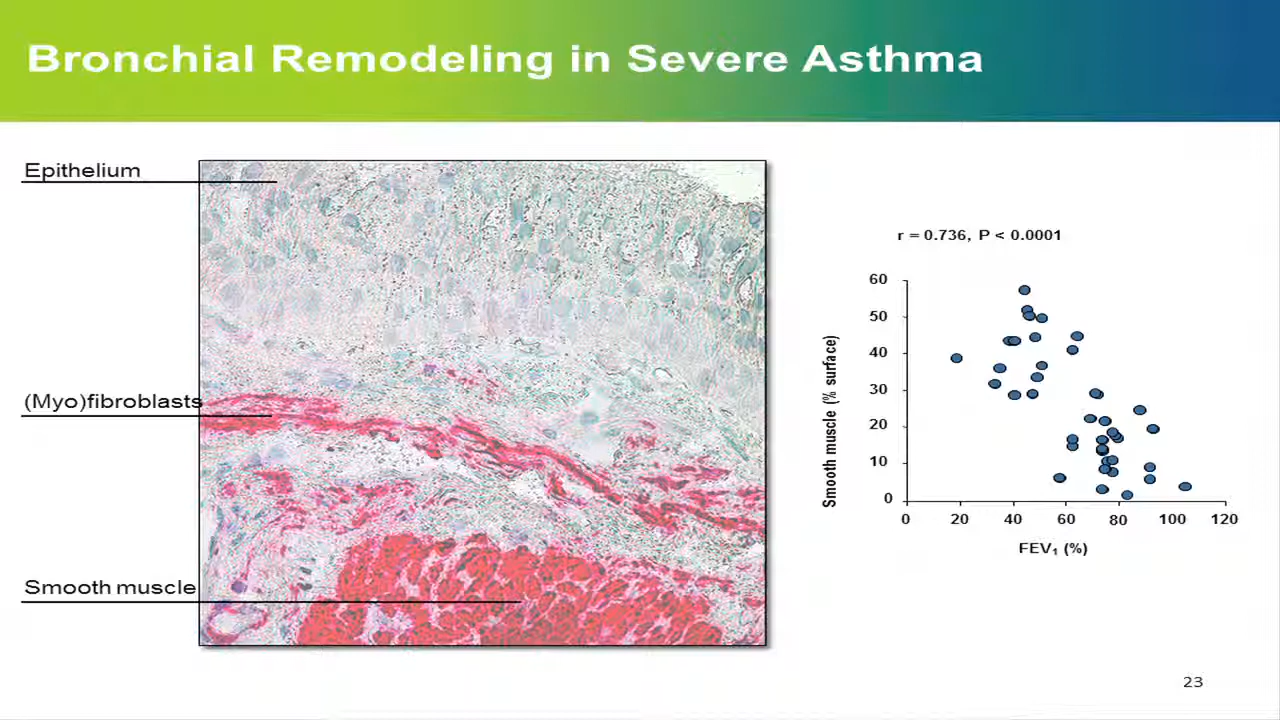 Bronchial Remodeling in Severe Asthma
Epithelium
(Myo)fibroblasts
Smooth muscle
r = 0.736, P < 0.0001
Smooth muscle (% surface)
60
50
40
30
20
10
0
0 20 40 60 80 100 120
FEV₁ (%)
23